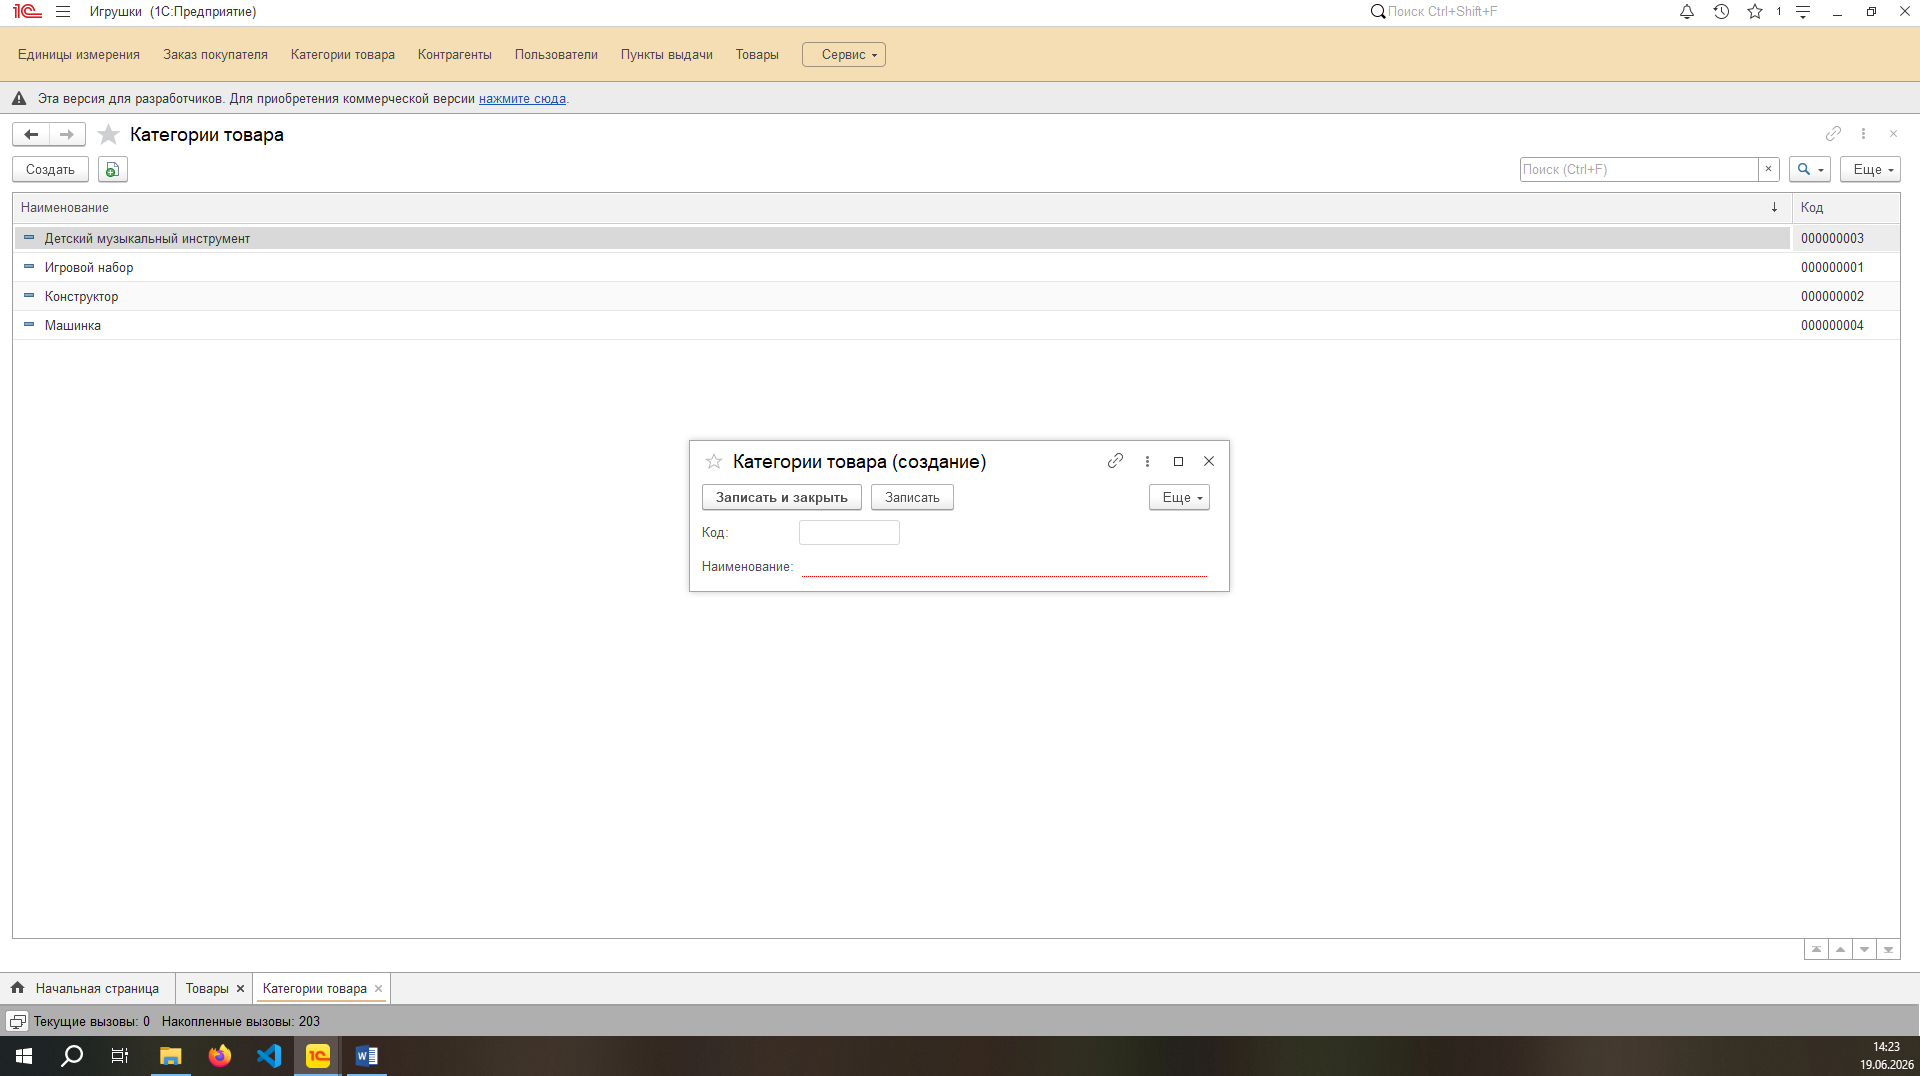 1С Игрушки (1С:Предприятие) Поиск Ctrl+Shift+F 1
Единицы измерения Заказ покупателя Категории товара Контрагенты Пользователи Пункты выдачи Товары Сервис
Эта версия для разработчиков. Для приобретения коммерческой версии нажмите сюда.
Категории товара
Создать Поиск (Ctrl+F) × Еще
Наименование ↓ Код
Детский музыкальный инструмент 000000003
Игровой набор 000000001
Конструктор 000000002
Машинка 000000004
Категории товара (создание)
Записать и закрыть Записать Еще
Код:
Наименование:
Начальная страница Товары × Категории товара ×
Текущие вызовы: 0 Накопленные вызовы: 203
1С W 14:23
19.06.2026